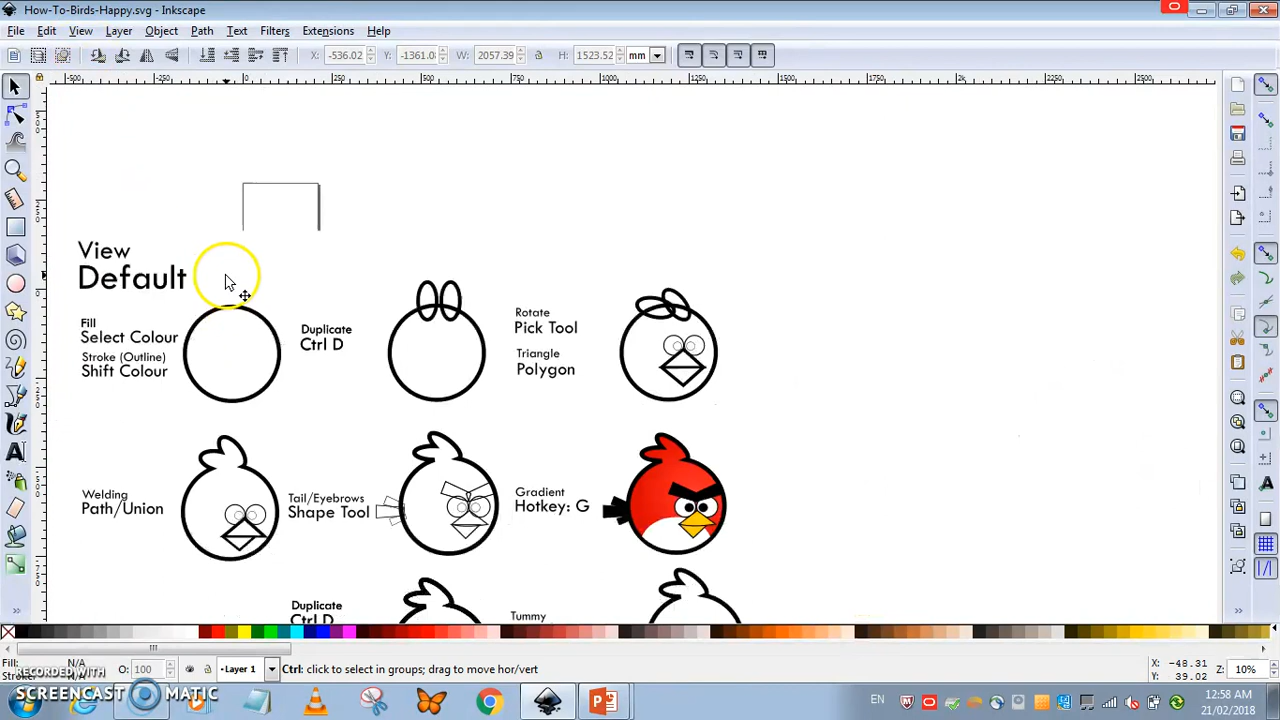 How-To-Birds-Happy.svg - Inkscape
File Edit View Layer Object Path Text Filters Extensions Help
X: -536.02 Y: -1361.0 W: 2057.39 H: 1523.52 mm
View
Default
Fill
Select Colour
Stroke (Outline)
Shift Colour
Duplicate
Ctrl D
Rotate
Pick Tool
Triangle
Polygon
Welding
Path/Union
Tail/Eyebrows
Shape Tool
Gradient
Hotkey: G
Duplicate
Ctrl D
Tummy
Fill: N/A O: 100 Layer 1 Ctrl: click to select in groups; drag to move hor/vert X: -48.31 Z: 10%
Stroke: N/A Y: 39.02
RECORDED WITH
SCREENCAST MATIC
EN 12:58 AM
21/02/2018